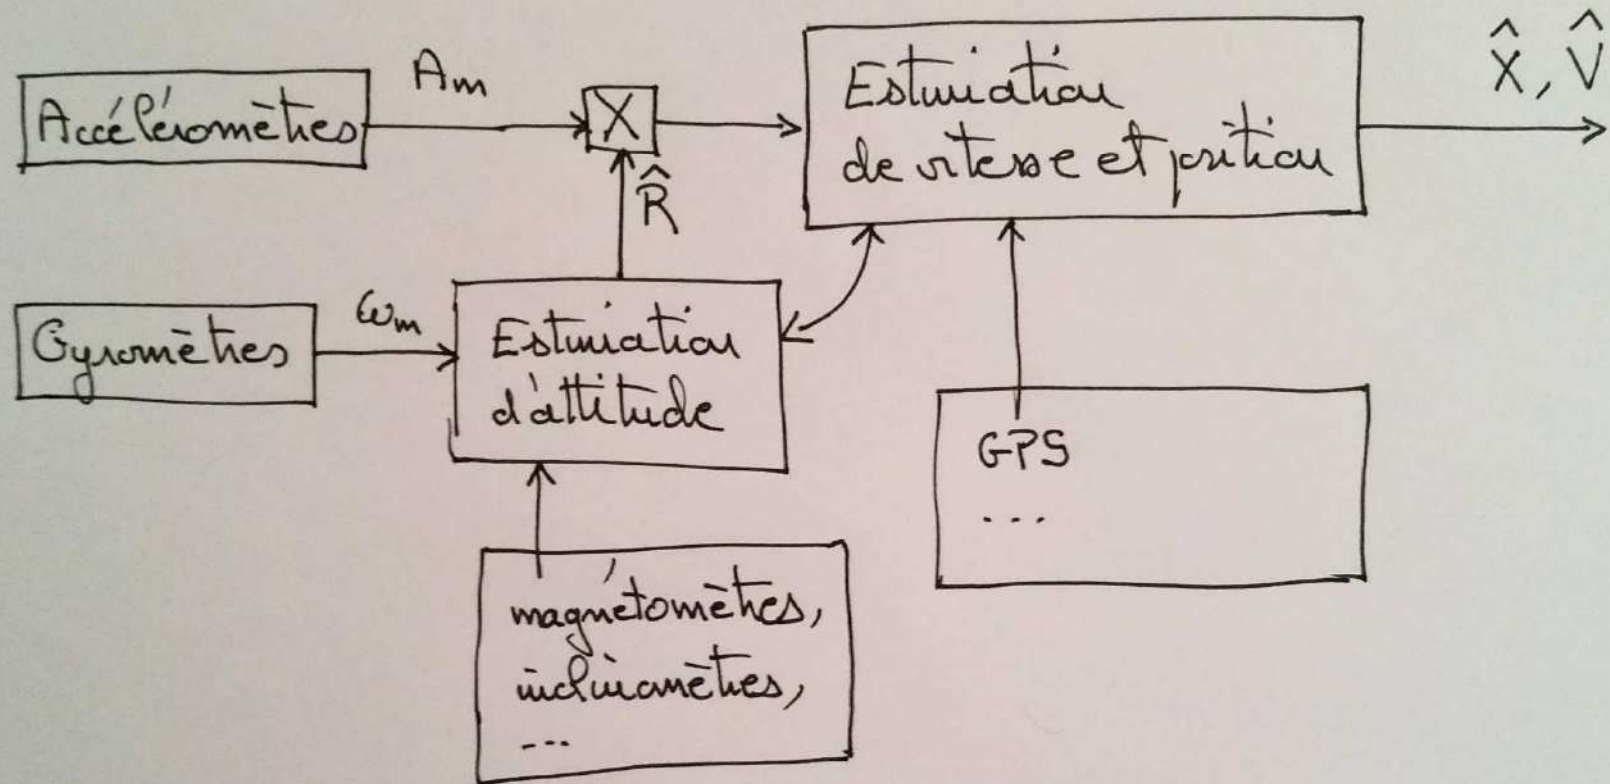 Accéléromètres
Am
X
Estimation
de vitesse et position
X̂, V̂
R̂
Gyromètres
ωm
Estimation
d'attitude
GPS
...
magnétomètres,
inclinomètres,
...